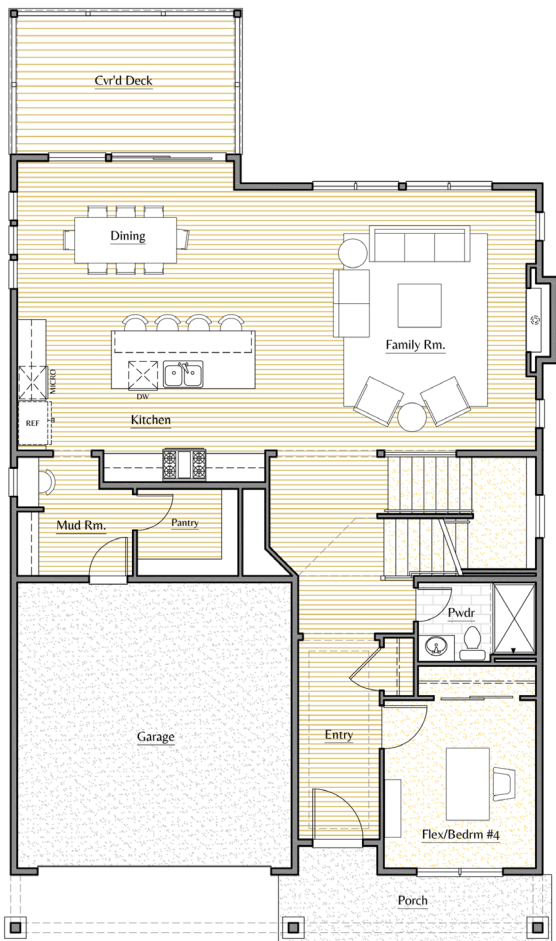 Cvr'd Deck
Dining
Family Rm.
MICRO
DW
REF
Kitchen
Mud Rm.
Pantry
Pwdr
Garage
Entry
Flex/Bedrm #4
Porch